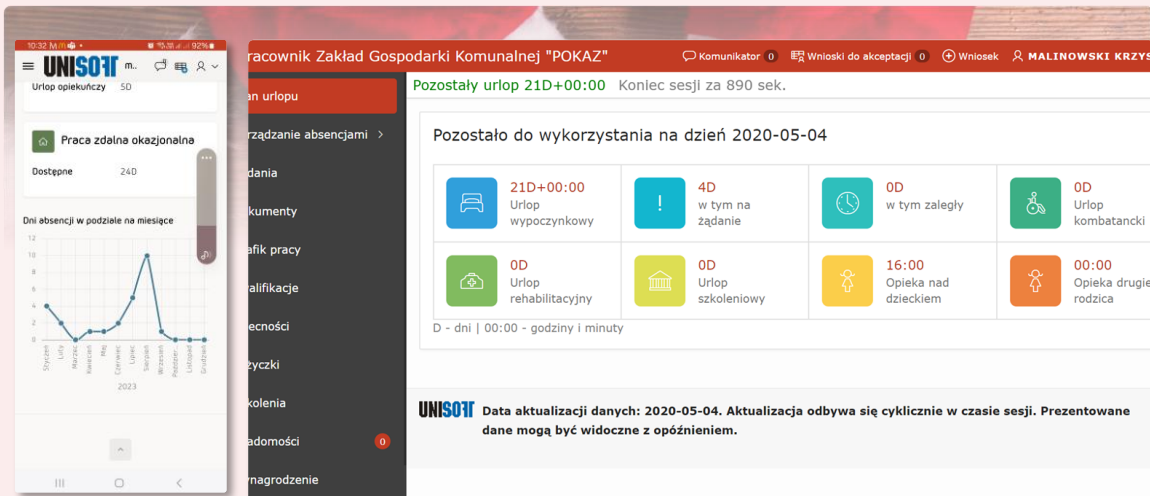 10:32
92%
UNISOFT m..
Urlop opiekuńczy 5D
Praca zdalna okazjonalna
Dostępne 24D
Dni absencji w podziale na miesiące
12
10
8
6
4
2
0
Styczeń
Luty
Marzec
Kwiecień
Maj
Czerwiec
Lipiec
Sierpień
Wrzesień
Paździer...
Listopad
Grudzień
2023
racownik Zakład Gospodarki Komunalnej "POKAZ" Komunikator 0 Wnioski do akceptacji 0 Wniosek MALINOWSKI KRZYS
an urlopu
rządzanie absencjami >
dania
kumenty
afik pracy
alifikacje
ecności
życzki
kolenia
adomości 0
nagrodzenie
Pozostały urlop 21D+00:00 Koniec sesji za 890 sek.
Pozostało do wykorzystania na dzień 2020-05-04
21D+00:00
Urlop
wypoczynkowy
4D
w tym na
żądanie
0D
w tym zaległy
0D
Urlop
kombatancki
0D
Urlop
rehabilitacyjny
0D
Urlop
szkoleniowy
16:00
Opieka nad
dzieckiem
00:00
Opieka drugie
rodzica
D - dni | 00:00 - godziny i minuty
UNISOFT Data aktualizacji danych: 2020-05-04. Aktualizacja odbywa się cyklicznie w czasie sesji. Prezentowane
dane mogą być widoczne z opóźnieniem.